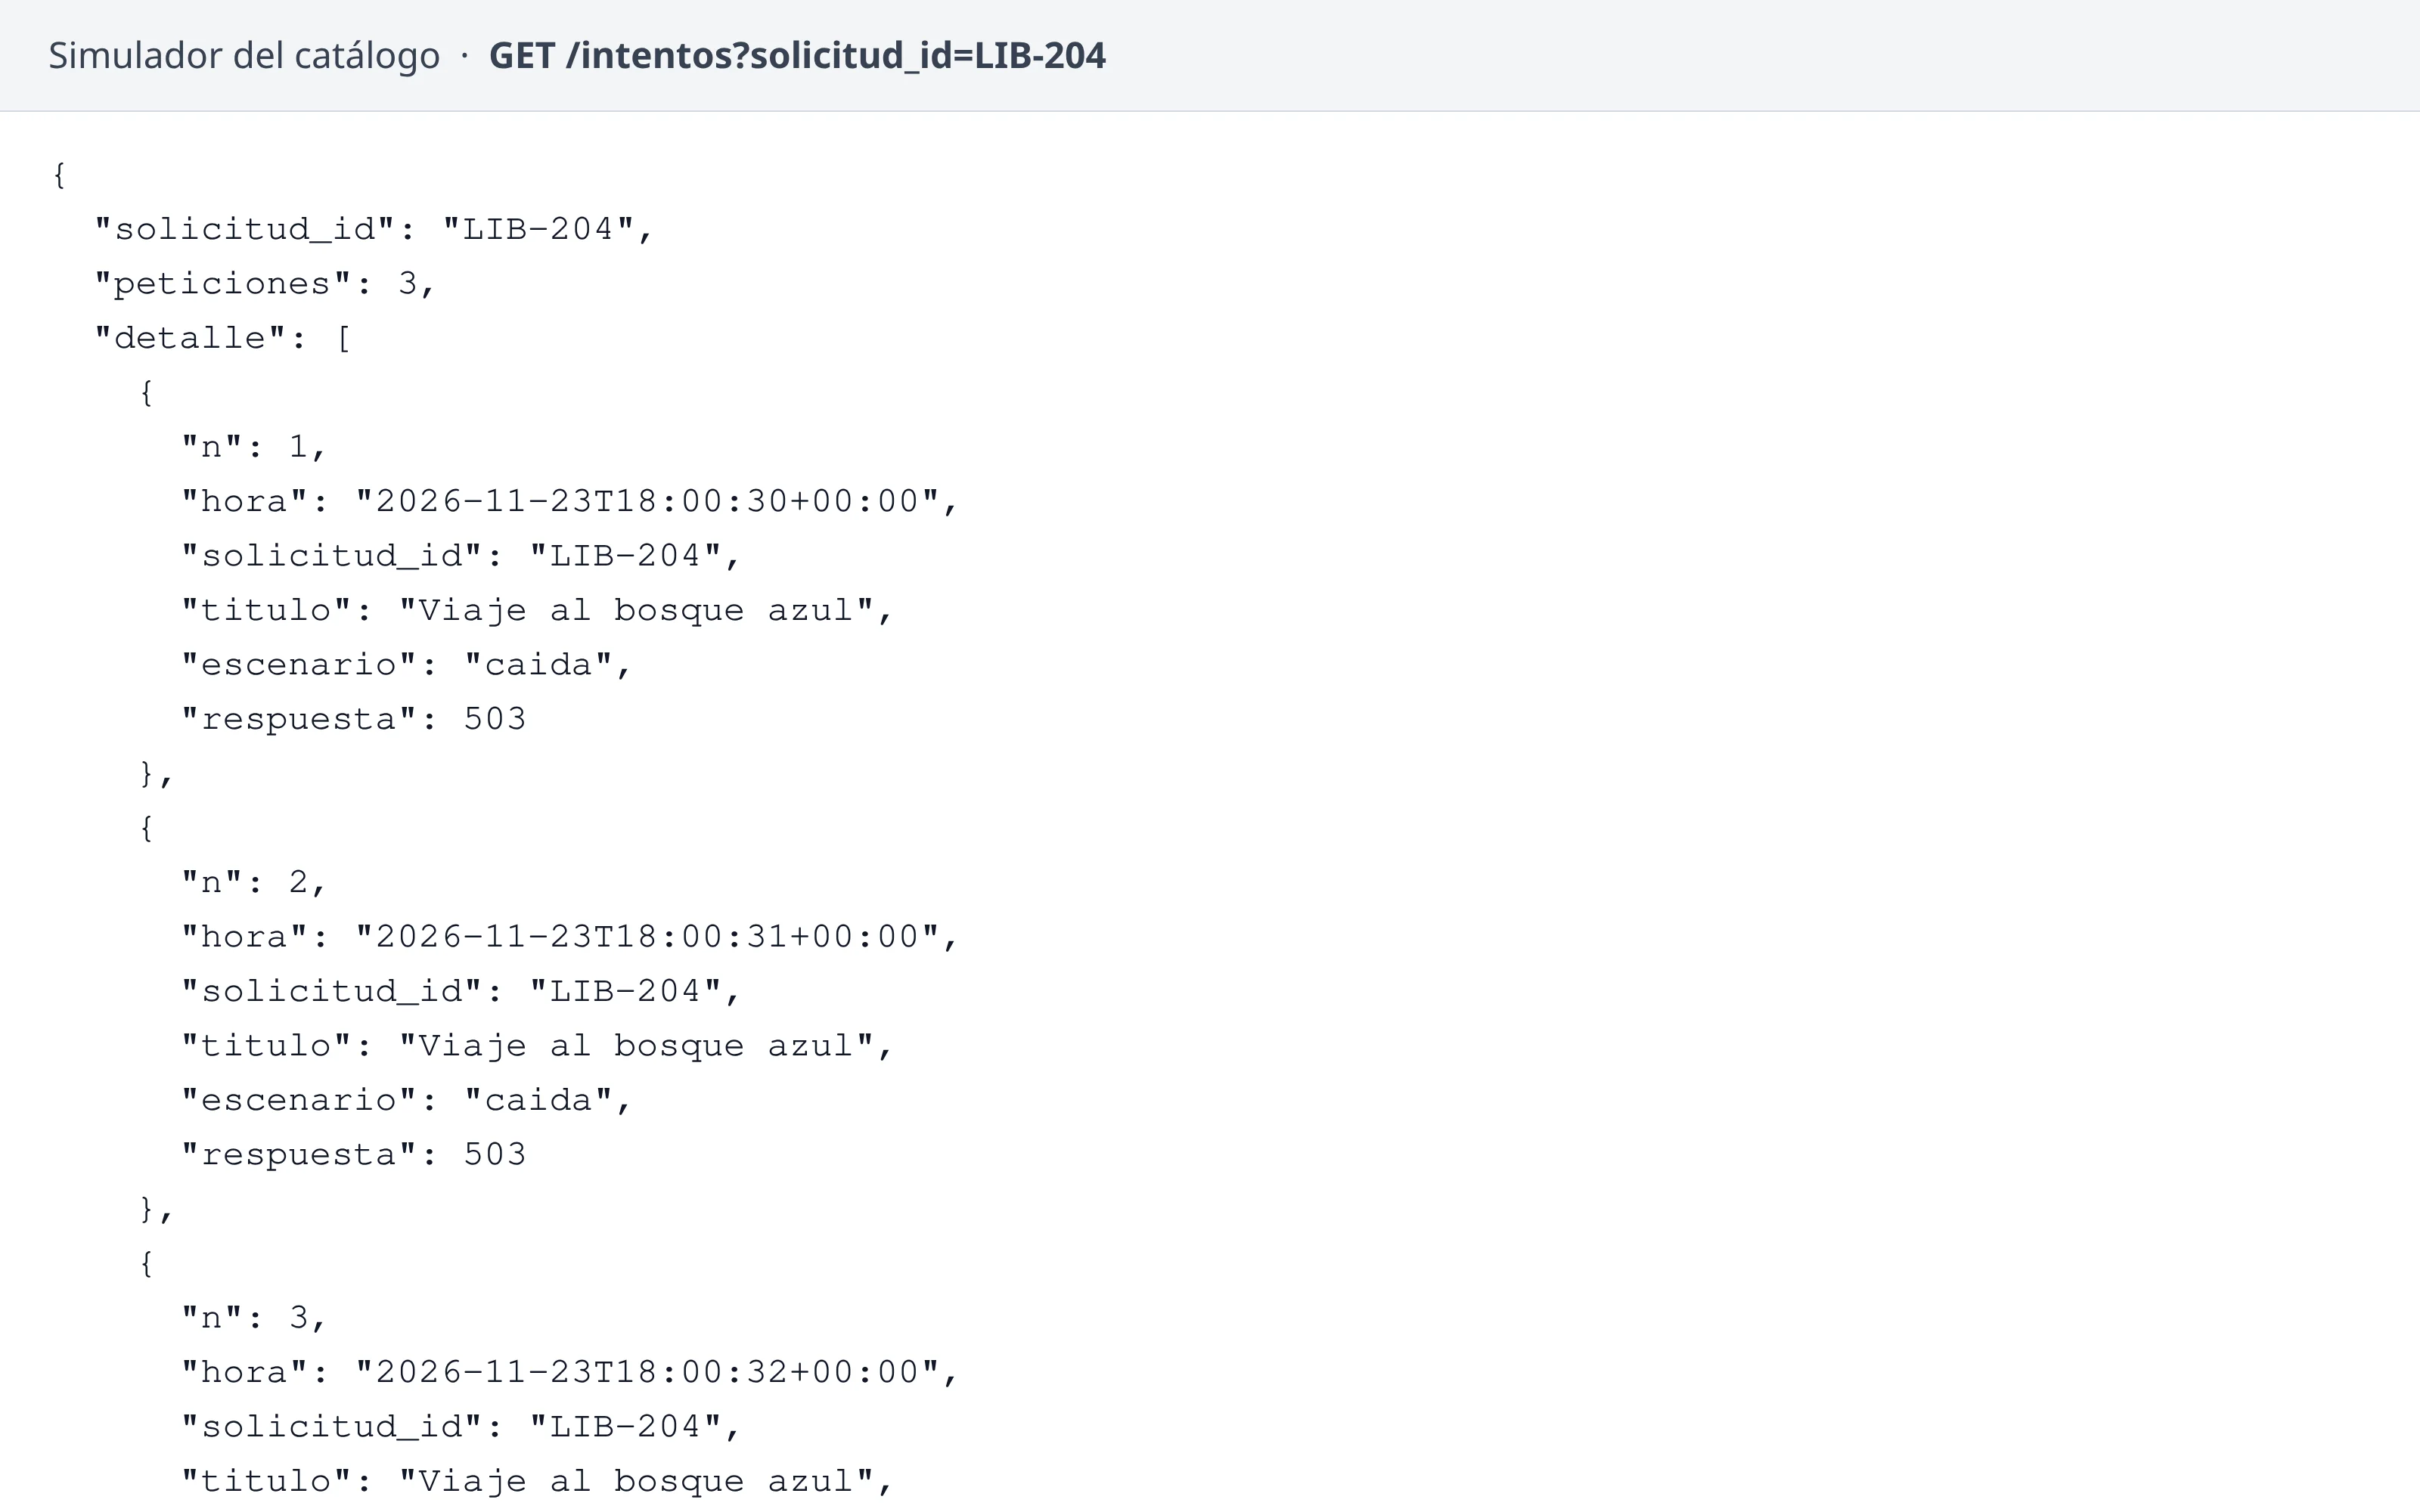 Simulador del catálogo · GET /intentos?solicitud_id=LIB-204
{
"solicitud_id": "LIB-204",
"peticiones": 3,
"detalle": [
{
"n": 1,
"hora": "2026-11-23T18:00:30+00:00",
"solicitud_id": "LIB-204",
"titulo": "Viaje al bosque azul",
"escenario": "caida",
"respuesta": 503
},
{
"n": 2,
"hora": "2026-11-23T18:00:31+00:00",
"solicitud_id": "LIB-204",
"titulo": "Viaje al bosque azul",
"escenario": "caida",
"respuesta": 503
},
{
"n": 3,
"hora": "2026-11-23T18:00:32+00:00",
"solicitud_id": "LIB-204",
"titulo": "Viaje al bosque azul",